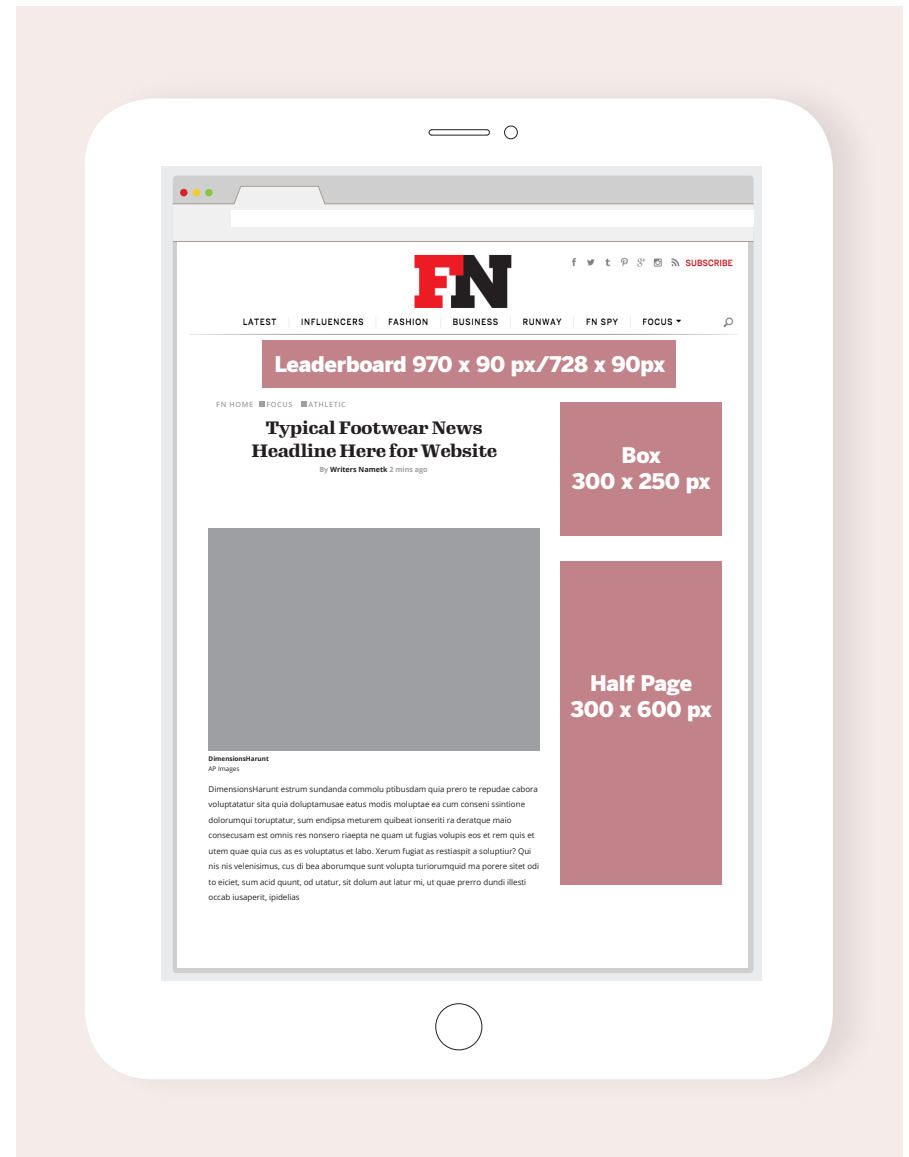 FN
SUBSCRIBE
LATEST INFLUENCERS FASHION BUSINESS RUNWAY FN SPY FOCUS
Leaderboard 970 x 90 px/728 x 90px
FN HOME FOCUS ATHLETIC
Typical Footwear News
Headline Here for Website
By Writers Nametk 2 mins ago
Box
300 x 250 px
Half Page
300 x 600 px
DimensionsHarunt
AP Images
DimensionsHarunt estrum sundanda commolu ptibusdam quia prero te repudae cabora
voluptatatur sita quia doluptamusae eatus modis moluptae ea cum conseni ssintione
dolorumqui toruptatur, sum endipsa meturem quibeat ionseriti ra deratque maio
consecusam est omnis res nonsero riaepta ne quam ut fugias volupis eos et rem quis et
utem quae quia cus as es voluptatus et labo. Xerum fugiat as restiaspit a soluptiur? Qui
nis nis velenisimus, cus di bea aborumque sunt volupta turiorumquid ma porere sitet odi
to eiciet, sum acid quunt, od utatur, sit dolum aut latur mi, ut quae prerro dundi illesti
occab iusaperit, ipidelias